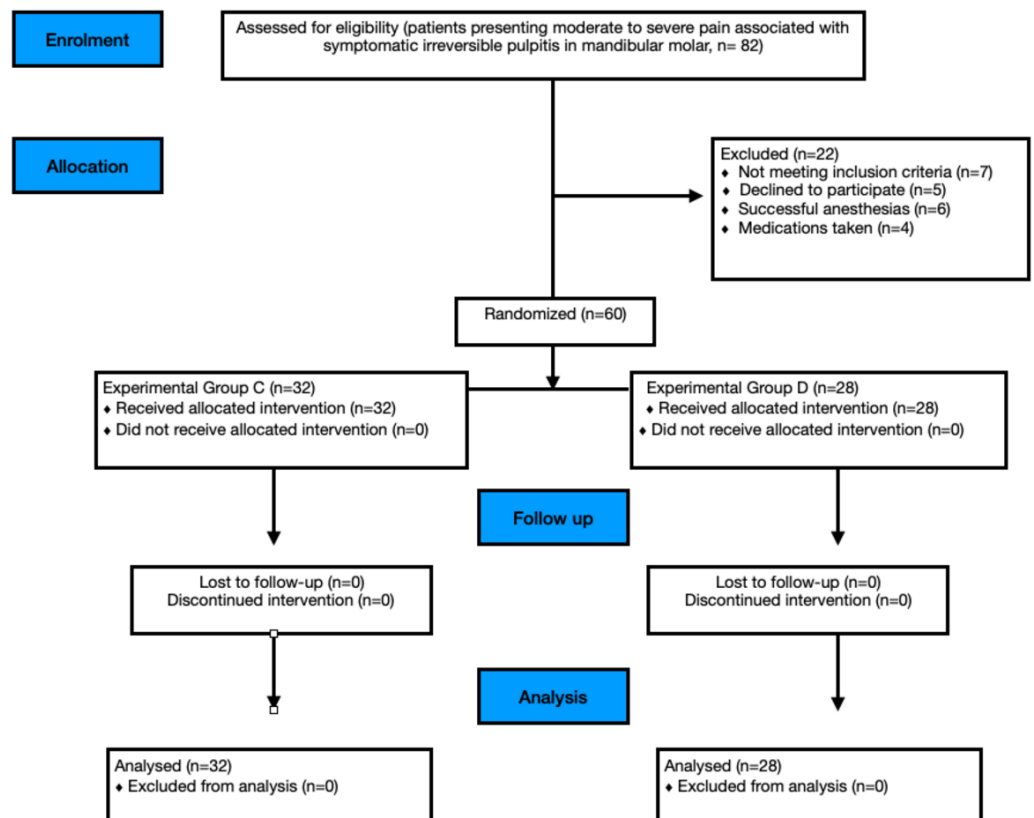 Enrolment
Assessed for eligibility (patients presenting moderate to severe pain associated with
symptomatic irreversible pulpitis in mandibular molar, n= 82)
Allocation
Excluded (n=22)
♦ Not meeting inclusion criteria (n=7)
♦ Declined to participate (n=5)
♦ Successful anesthesias (n=6)
♦ Medications taken (n=4)
Randomized (n=60)
Experimental Group C (n=32)
♦ Received allocated intervention (n=32)
♦ Did not receive allocated intervention (n=0)
Experimental Group D (n=28)
♦ Received allocated intervention (n=28)
♦ Did not receive allocated intervention (n=0)
Follow up
Lost to follow-up (n=0)
Discontinued intervention (n=0)
Lost to follow-up (n=0)
Discontinued intervention (n=0)
Analysis
Analysed (n=32)
♦ Excluded from analysis (n=0)
Analysed (n=28)
♦ Excluded from analysis (n=0)